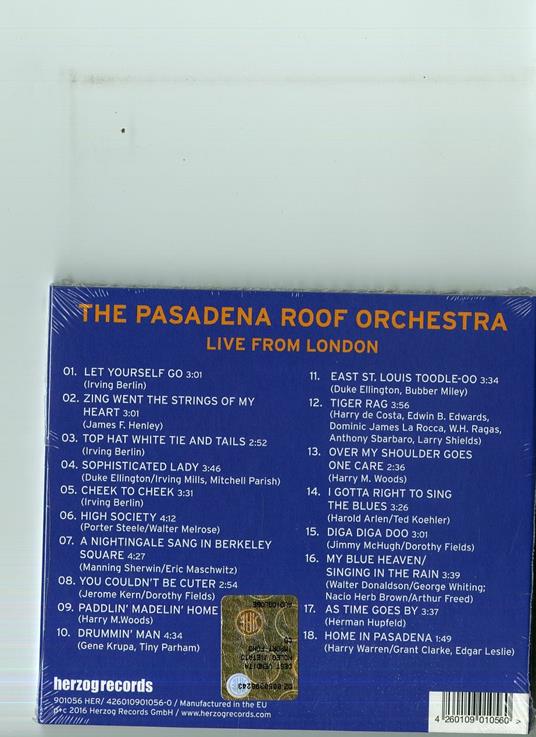 THE PASADENA ROOF ORCHESTRA
LIVE FROM LONDON
01. LET YOURSELF GO 3:01
(Irving Berlin)
02. ZING WENT THE STRINGS OF MY
HEART 3:01
(James F. Henley)
03. TOP HAT WHITE TIE AND TAILS 2:52
(Irving Berlin)
04. SOPHISTICATED LADY 3:46
(Duke Ellington/Irving Mills, Mitchell Parish)
05. CHEEK TO CHEEK 3:31
(Irving Berlin)
06. HIGH SOCIETY 4:12
(Porter Steele/Walter Melrose)
07. A NIGHTINGALE SANG IN BERKELEY
SQUARE 4:27
(Manning Sherwin/Eric Maschwitz)
08. YOU COULDN'T BE CUTER 2:54
(Jerome Kern/Dorothy Fields)
09. PADDLIN' MADELIN' HOME
(Harry M.Woods)
10. DRUMMIN' MAN 4:34
(Gene Krupa, Tiny Parham)
11. EAST ST. LOUIS TOODLE-OO 3:34
(Duke Ellington, Bubber Miley)
12. TIGER RAG 3:56
(Harry de Costa, Edwin B. Edwards,
Dominic James La Rocca, W.H. Ragas,
Anthony Sbarbaro, Larry Shields)
13. OVER MY SHOULDER GOES
ONE CARE 2:36
(Harry M. Woods)
14. I GOTTA RIGHT TO SING
THE BLUES 3:26
(Harold Arlen/Ted Koehler)
15. DIGA DIGA DOO 3:01
(Jimmy McHugh/Dorothy Fields)
16. MY BLUE HEAVEN/
SINGING IN THE RAIN 3:39
(Walter Donaldson/George Whiting;
Nacio Herb Brown/Arthur Freed)
17. AS TIME GOES BY 3:37
(Herman Hupfeld)
18. HOME IN PASADENA 1:49
(Harry Warren/Grant Clarke, Edgar Leslie)
AUDIOGLOBE
CD
IMPORT FONO
NOLEG.VIETATO
DEST VENDITA
herzogrecords
901056 HER/ 4260109010560-0 / Manufactured in the EU
p+c 2016 Herzog Records GmbH / www.herzogrecords.com
4 260109 010560 >